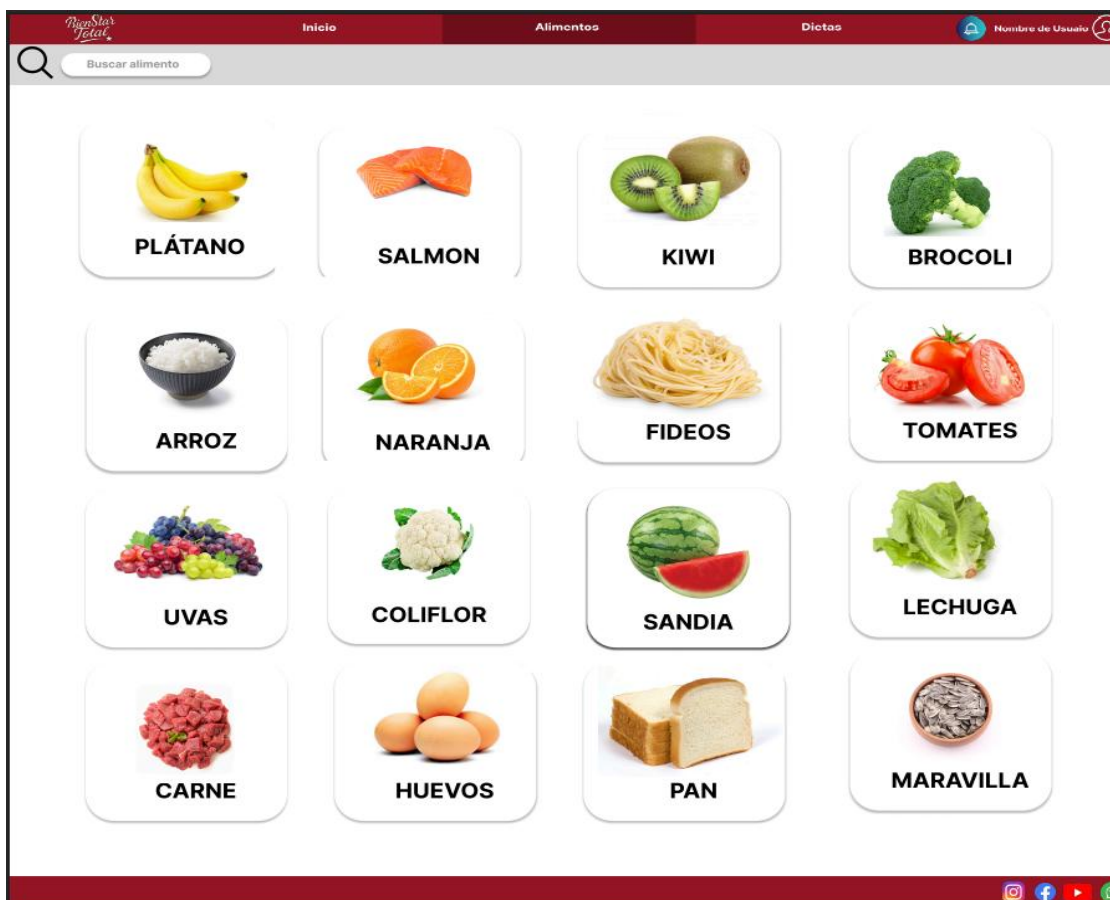 BienStar
Total
Inicio
Alimentos
Dietas
Nombre de Usuaio
Buscar alimento
PLÁTANO
SALMON
KIWI
BROCOLI
ARROZ
NARANJA
FIDEOS
TOMATES
UVAS
COLIFLOR
SANDIA
LECHUGA
CARNE
HUEVOS
PAN
MARAVILLA